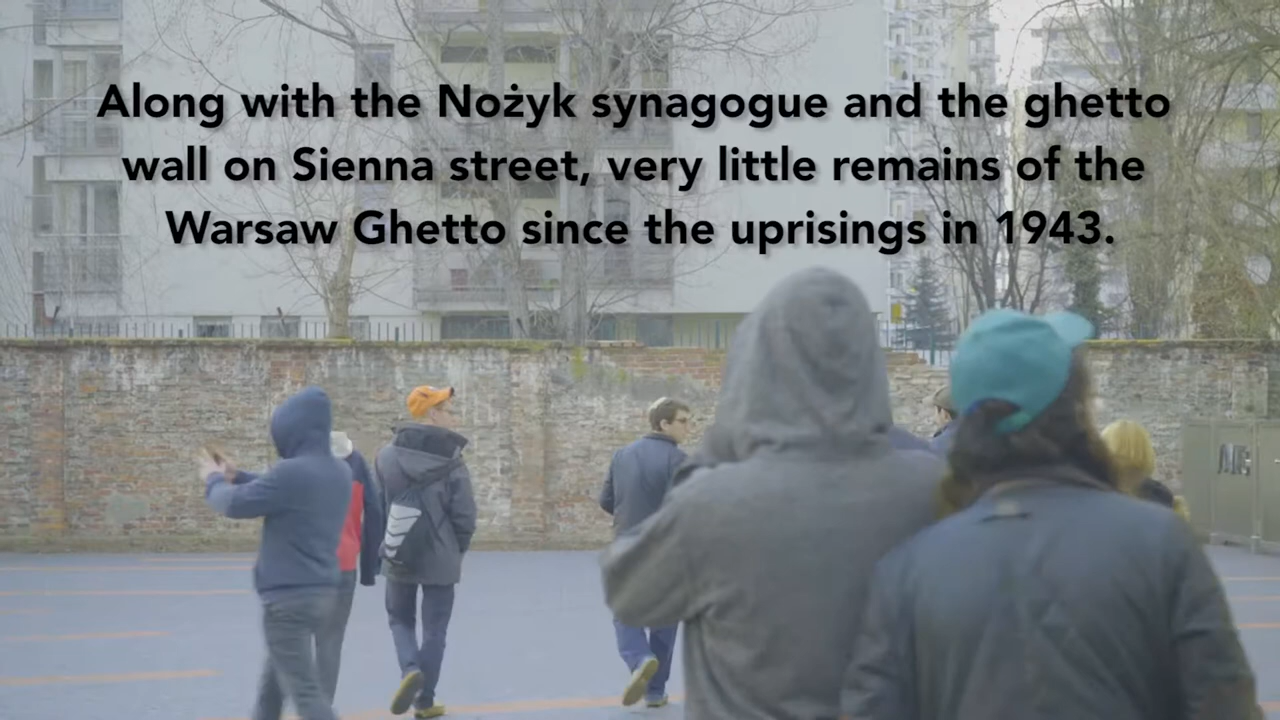 Along with the Nożyk synagogue and the ghetto
wall on Sienna street, very little remains of the
Warsaw Ghetto since the uprisings in 1943.